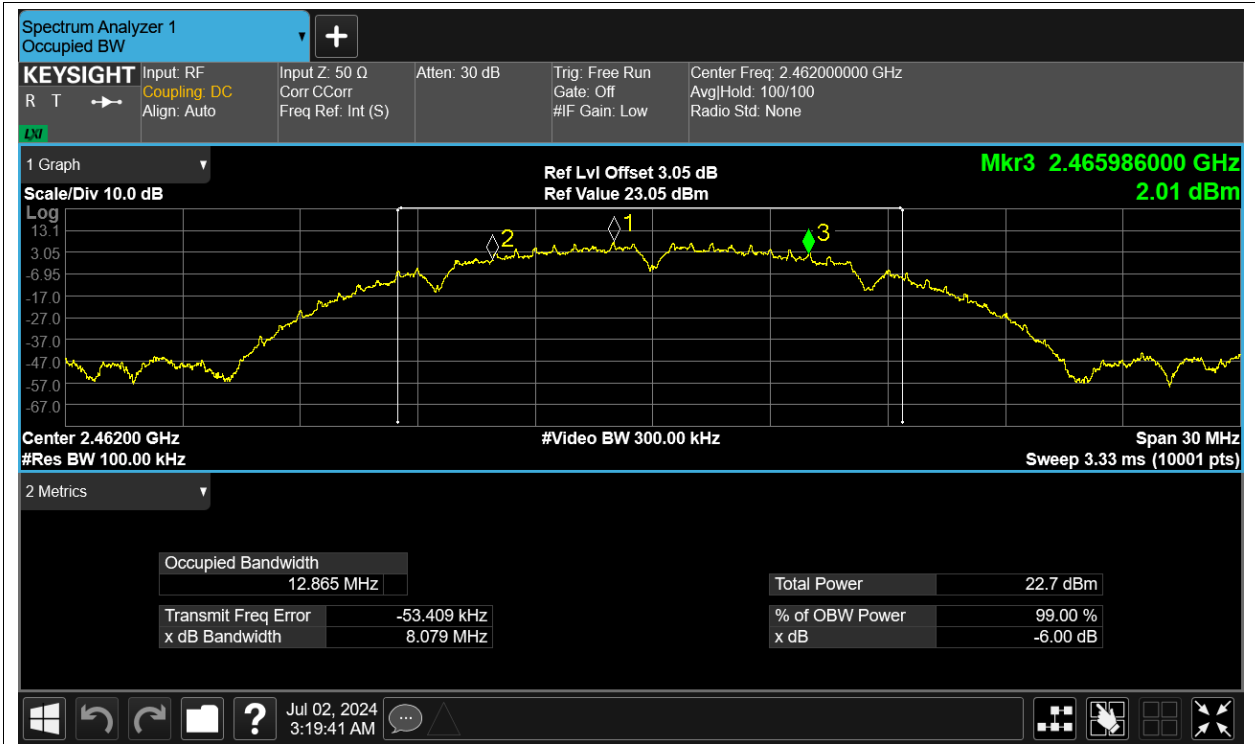 Spectrum Analyzer 1
Occupied BW
KEYSIGHT
R T
LXI
Input: RF
Coupling: DC
Align: Auto
Input Z: 50 Ω
Corr CCorr
Freq Ref: Int (S)
Atten: 30 dB
Trig: Free Run
Gate: Off
#IF Gain: Low
Center Freq: 2.462000000 GHz
Avg|Hold: 100/100
Radio Std: None
1 Graph
Ref Lvl Offset 3.05 dB
Mkr3 2.465986000 GHz
Scale/Div 10.0 dB
Ref Value 23.05 dBm
2.01 dBm
Log
13.1
3.05
-6.95
-17.0
-27.0
-37.0
-47.0
-57.0
-67.0
2
1
3
Center 2.46200 GHz
#Video BW 300.00 kHz
Span 30 MHz
#Res BW 100.00 kHz
Sweep 3.33 ms (10001 pts)
2 Metrics
Occupied Bandwidth
12.865 MHz
Total Power 22.7 dBm
Transmit Freq Error -53.409 kHz
% of OBW Power 99.00 %
x dB Bandwidth 8.079 MHz
x dB -6.00 dB
?
Jul 02, 2024
3:19:41 AM